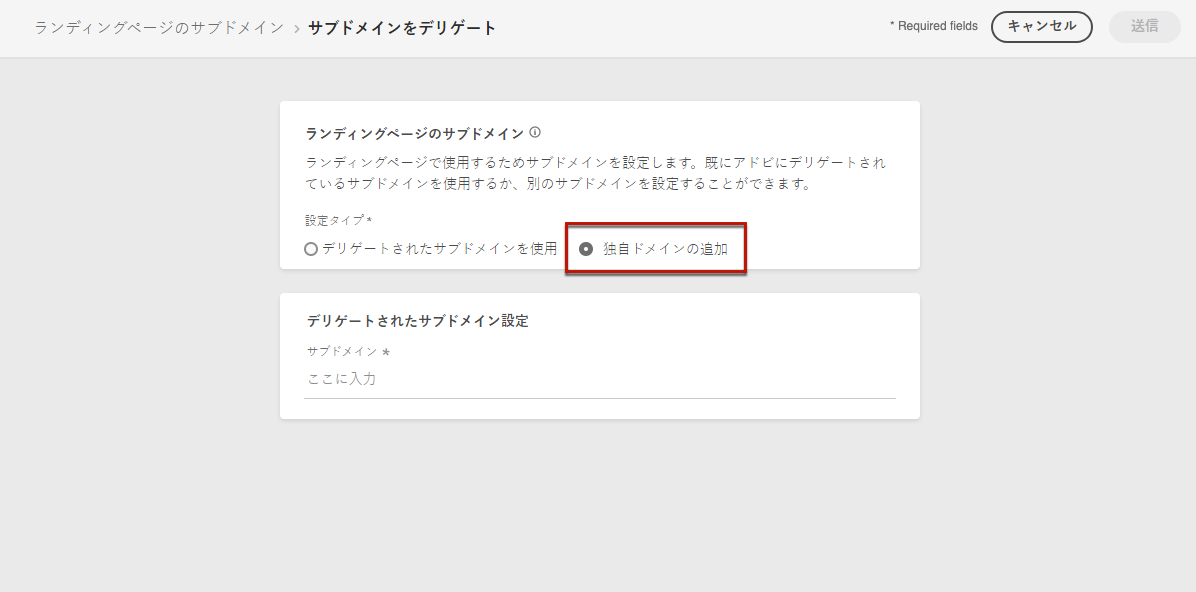 ランディングページのサブドメイン › サブドメインをデリゲート
* Required fields キャンセル 送信
ランディングページのサブドメイン
ランディングページで使用するためサブドメインを設定します。既にアドビにデリゲートされ
ているサブドメインを使用するか、別のサブドメインを設定することができます。
設定タイプ*
デリゲートされたサブドメインを使用 独自ドメインの追加
デリゲートされたサブドメイン設定
サブドメイン *
ここに入力